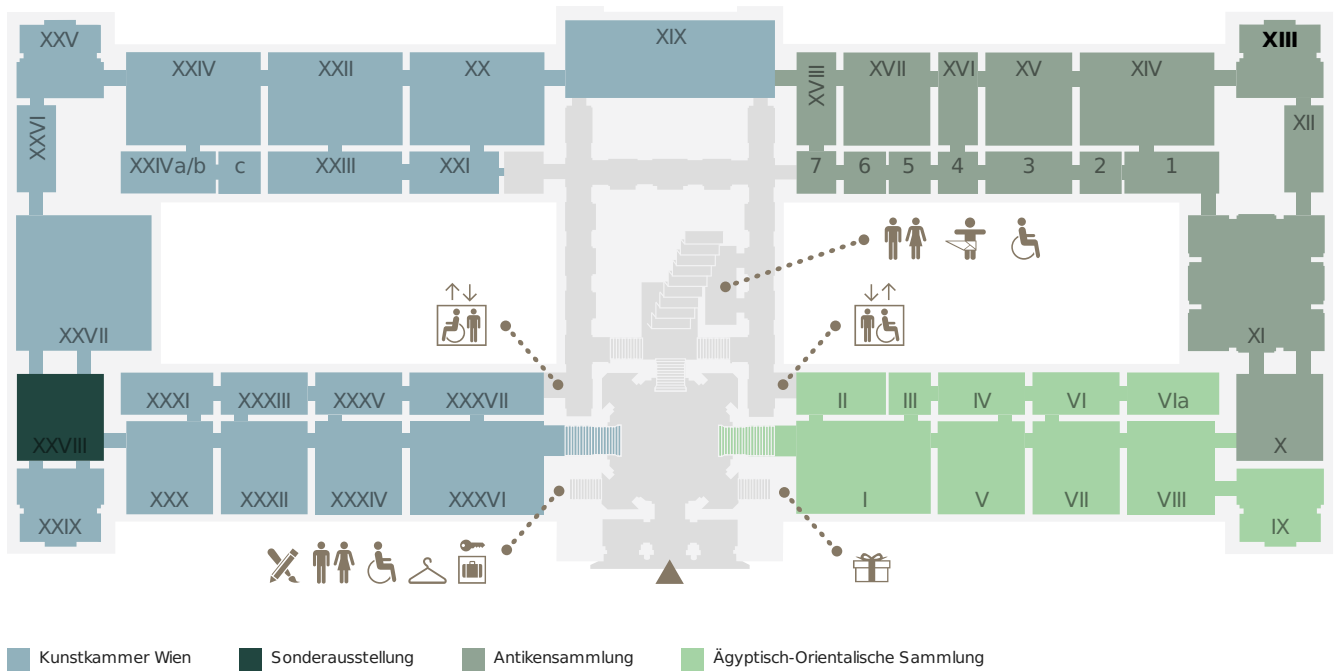 XXV
XXIV
XXII
XX
XIX
XVIII
XVII
XVI
XV
XIV
XIII
XXVI
XII
XXIVa/b
c
XXIII
XXI
7
6
5
4
3
2
1
XXVII
XI
XXXI
XXXIII
XXXV
XXXVII
II
III
IV
VI
VIa
XXVIII
X
XXX
XXXII
XXXIV
XXXVI
I
V
VII
VIII
XXIX
IX
Kunstkammer Wien
Sonderausstellung
Antikensammlung
Ägyptisch-Orientalische Sammlung